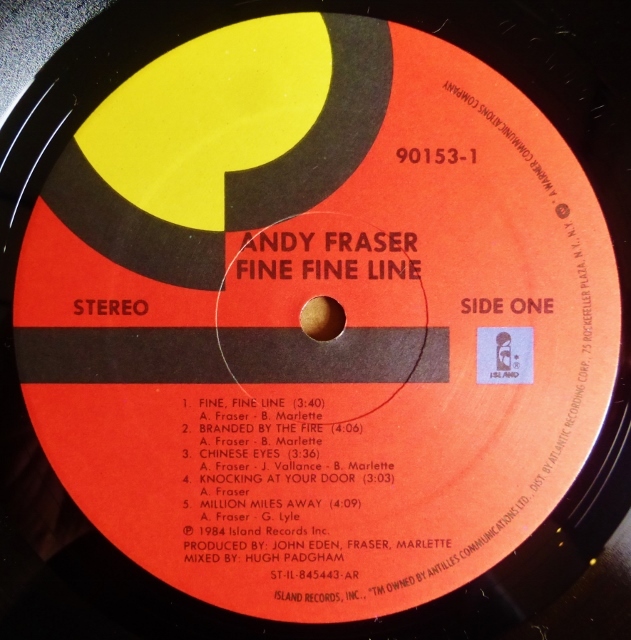 90153-1
ANDY FRASER
FINE FINE LINE
STEREO
SIDE ONE
ISLAND ®
1. FINE, FINE LINE (3:40)
A. Fraser - B. Marlette
2. BRANDED BY THE FIRE (4.06)
A. Fraser - B. Marlette
3. CHINESE EYES (3:36)
A. Fraser - J. Vallance - B. Marlette
4. KNOCKING AT YOUR DOOR (3:03)
A. Fraser
5. MILLION MILES AWAY (4:09)
A. Fraser - G. Lyle
℗ 1984 Island Records Inc.
PRODUCED BY: JOHN EDEN, FRASER, MARLETTE
MIXED BY: HUGH PADGHAM
ST-IL-845443-AR
ISLAND RECORDS, INC., "TM OWNED BY ANTILLES COMMUNICATIONS LTD., DIST. BY ATLANTIC RECORDING CORP., 75 ROCKEFELLER PLAZA, N.Y., N.Y. A WARNER COMMUNICATIONS COMPANY